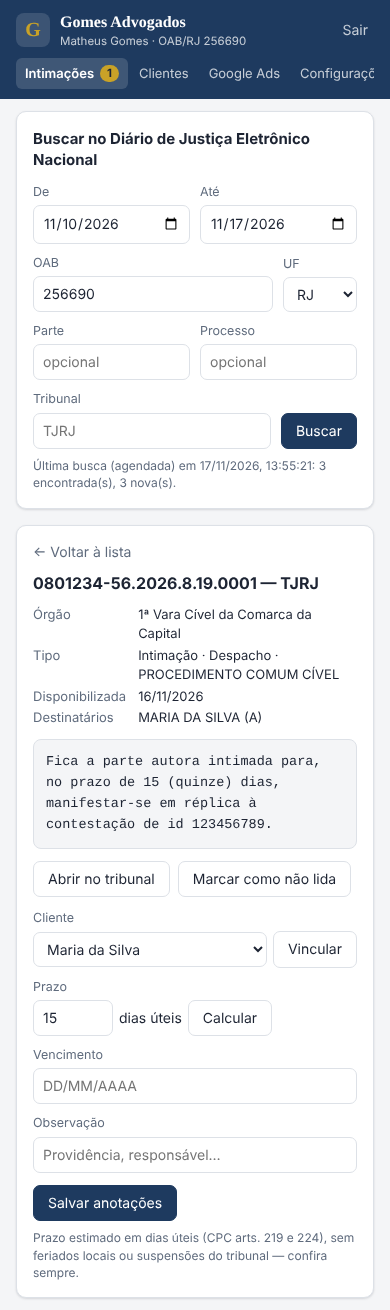 G
Gomes Advogados
Matheus Gomes · OAB/RJ 256690
Sair
Intimações 1
Clientes
Google Ads
Configuraçõ
Buscar no Diário de Justiça Eletrônico
Nacional
De
Até
11/10/2026
11/17/2026
OAB
UF
256690
RJ
Parte
Processo
opcional
opcional
Tribunal
TJRJ
Buscar
Última busca (agendada) em 17/11/2026, 13:55:21: 3
encontrada(s), 3 nova(s).
← Voltar à lista
0801234-56.2026.8.19.0001 — TJRJ
Órgão
1ª Vara Cível da Comarca da
Capital
Tipo
Intimação · Despacho ·
PROCEDIMENTO COMUM CÍVEL
Disponibilizada
16/11/2026
Destinatários
MARIA DA SILVA (A)
Fica a parte autora intimada para,
no prazo de 15 (quinze) dias,
manifestar-se em réplica à
contestação de id 123456789.
Abrir no tribunal
Marcar como não lida
Cliente
Maria da Silva
Vincular
Prazo
15
dias úteis
Calcular
Vencimento
DD/MM/AAAA
Observação
Providência, responsável...
Salvar anotações
Prazo estimado em dias úteis (CPC arts. 219 e 224), sem
feriados locais ou suspensões do tribunal — confira
sempre.